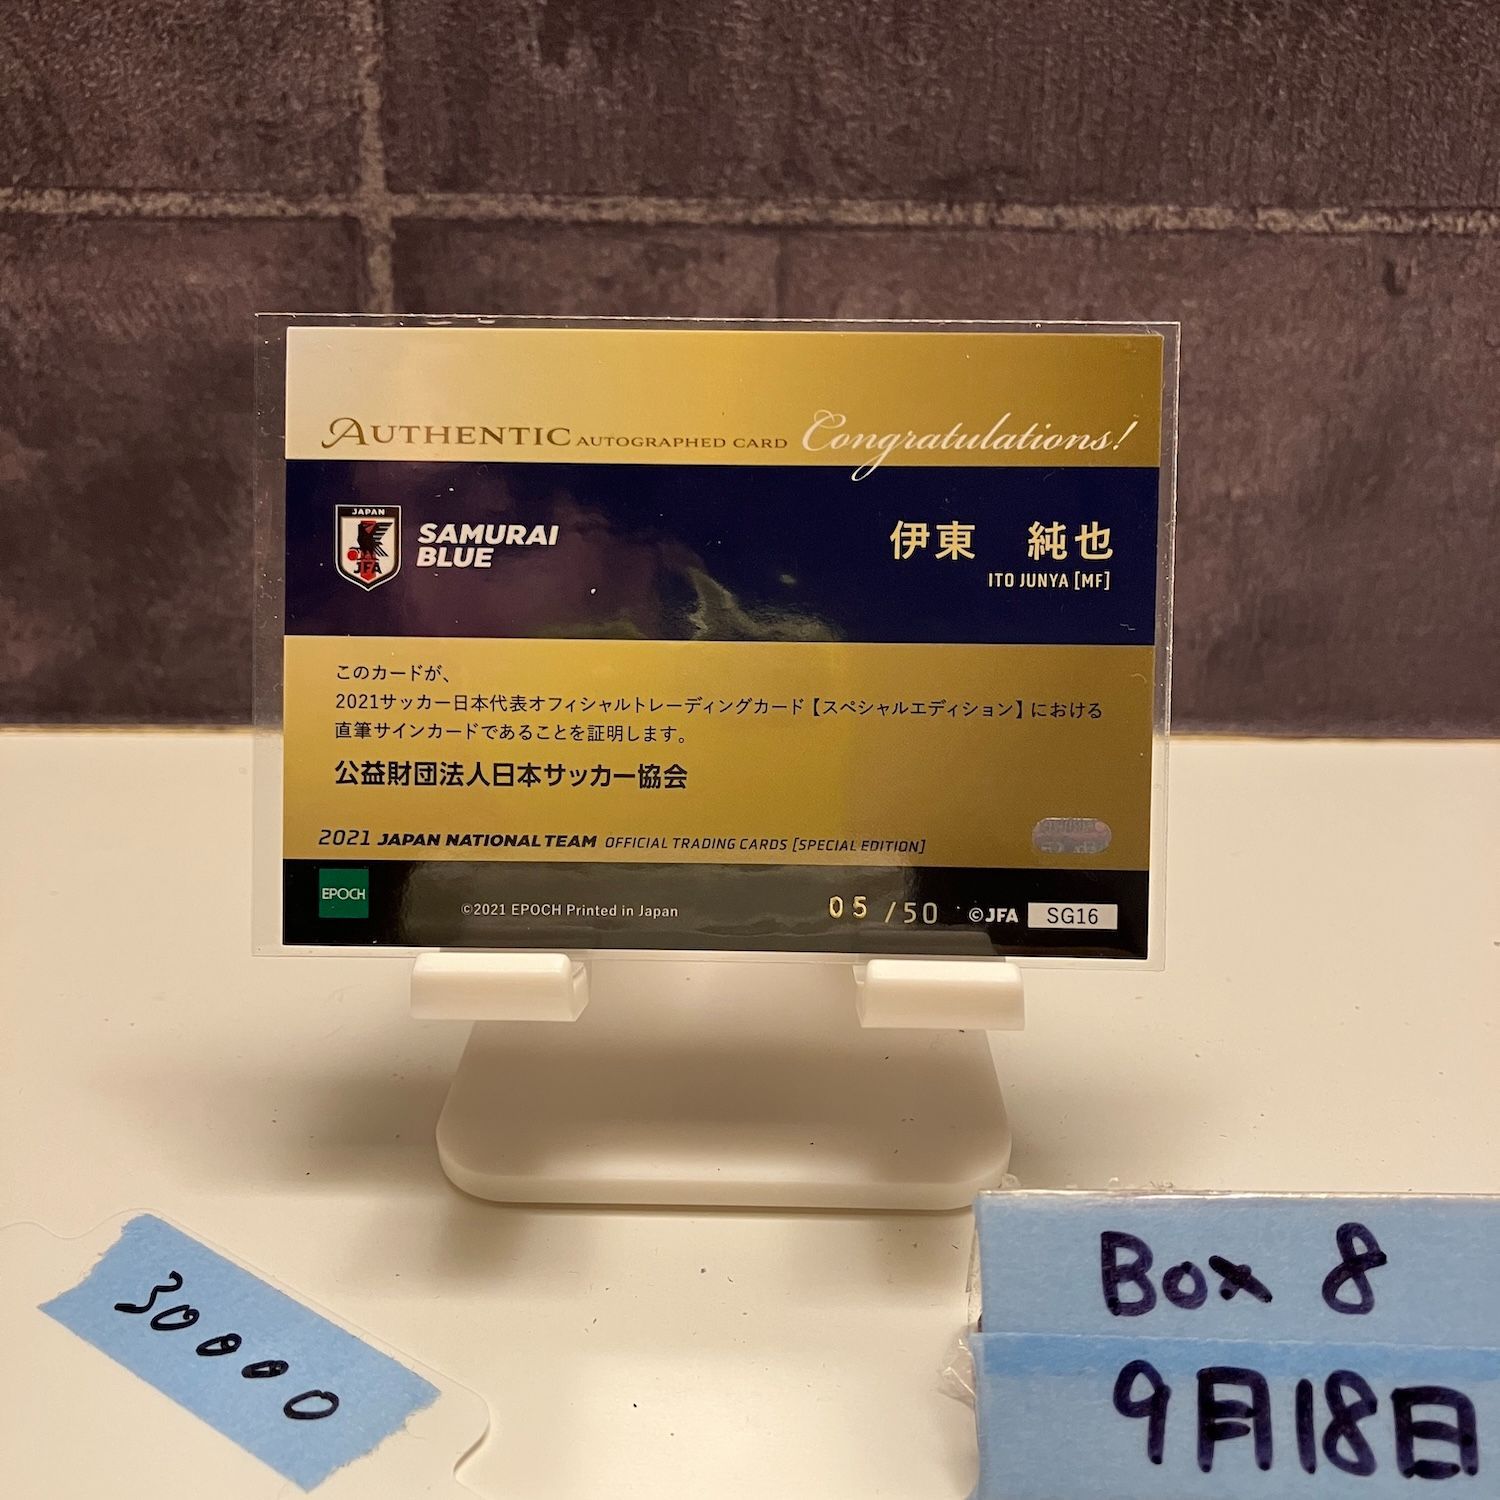 AUTHENTIC AUTOGRAPHED CARD Congratulations!
JAPAN
JFA
SAMURAI
BLUE
伊東 純也
ITO JUNYA [MF]
このカードが、
2021サッカー日本代表オフィシャルトレーディングカード【スペシャルエディション】における
直筆サインカードであることを証明します。
公益財団法人日本サッカー協会
2021 JAPAN NATIONAL TEAM OFFICIAL TRADING CARDS [SPECIAL EDITION]
EPOCH
©2021 EPOCH Printed in Japan
05/50 ©JFA SG16
30000
Box 8
9月18日